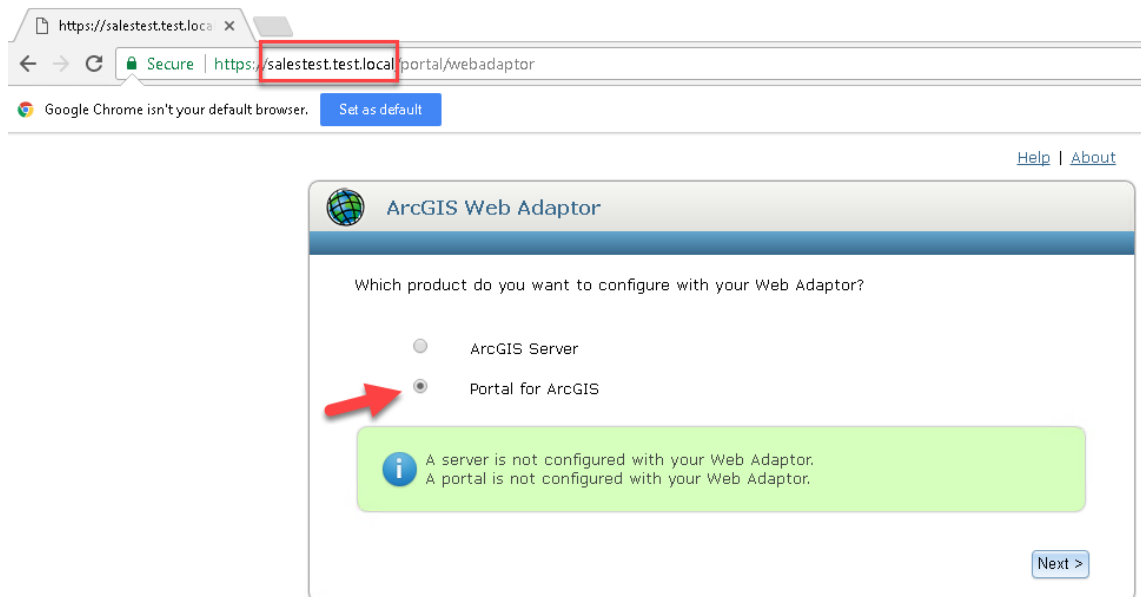 https://salestest.test.loca
Secure | https://salestest.test.local/portal/webadaptor
Google Chrome isn't your default browser. Set as default
Help | About
ArcGIS Web Adaptor
Which product do you want to configure with your Web Adaptor?
ArcGIS Server
Portal for ArcGIS
A server is not configured with your Web Adaptor.
A portal is not configured with your Web Adaptor.
Next >